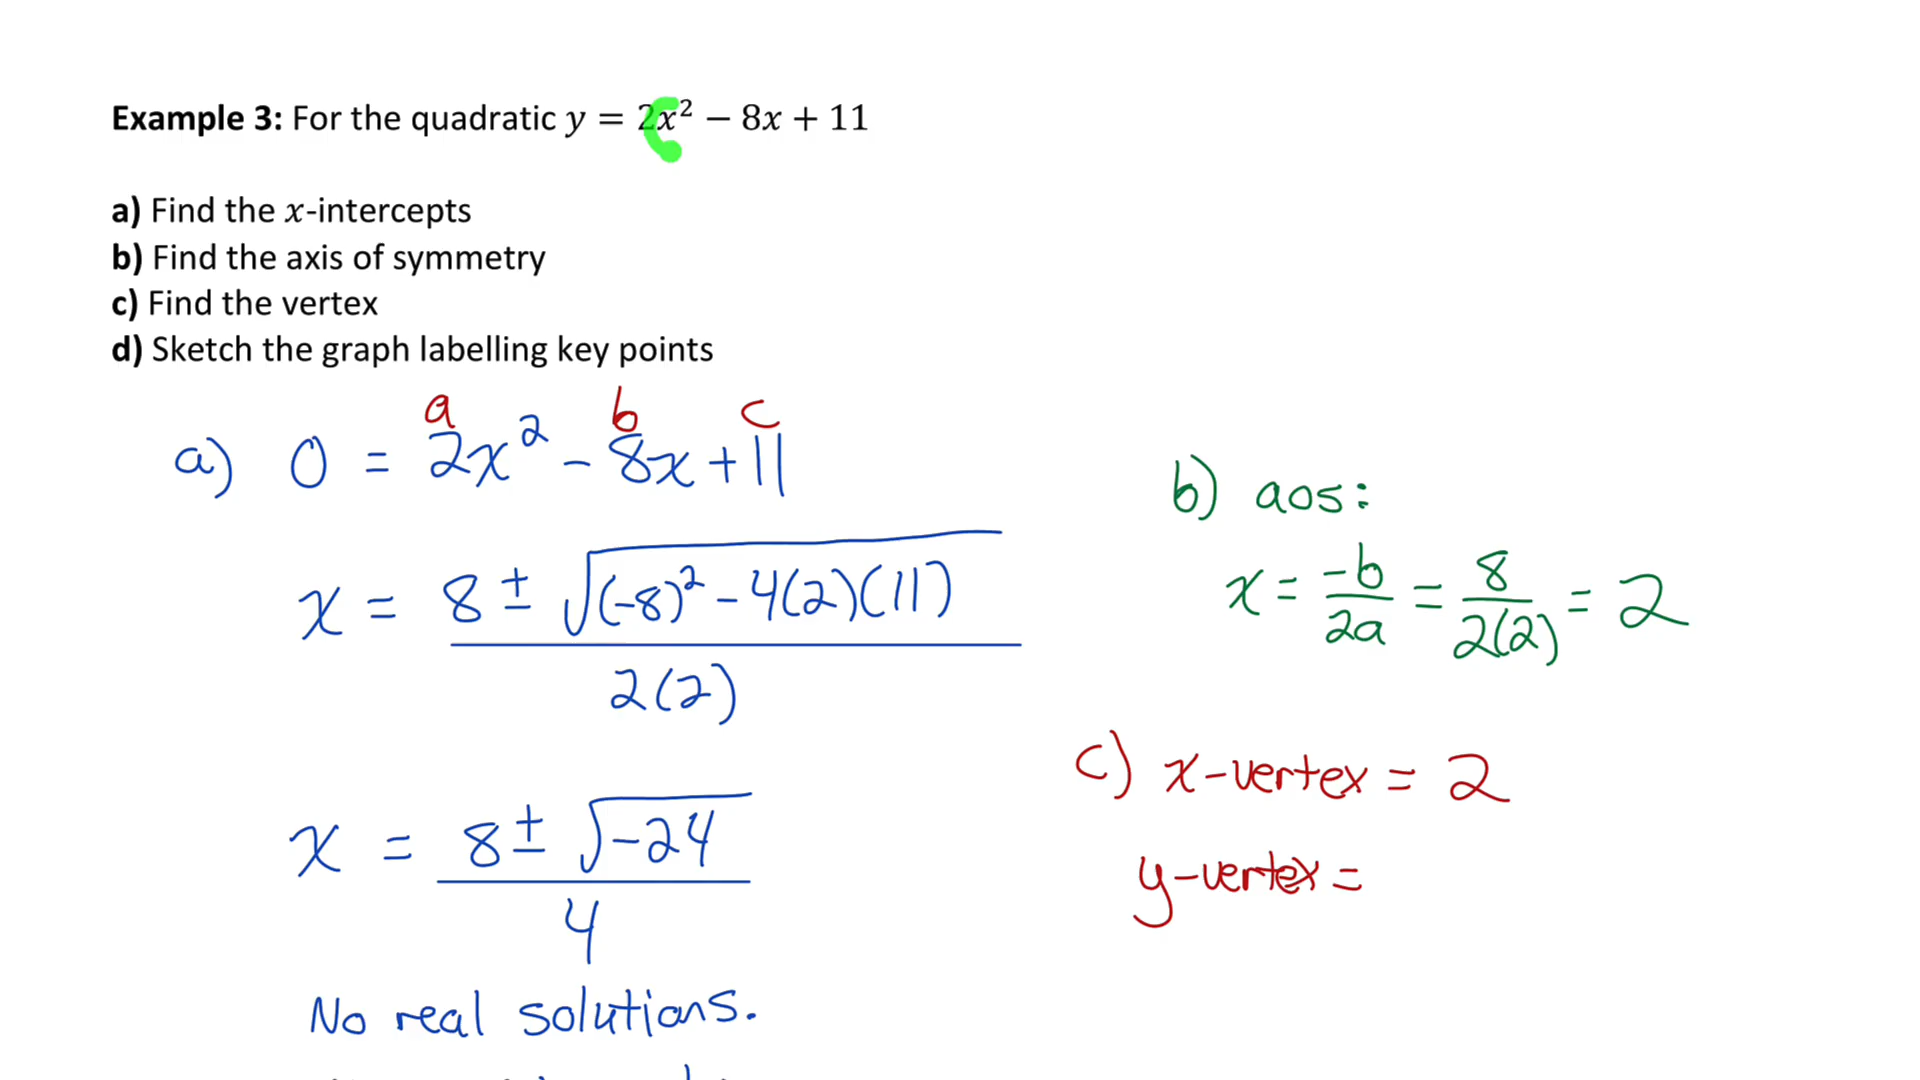 Example 3: For the quadratic y = 2x² − 8x + 11
a) Find the x-intercepts
b) Find the axis of symmetry
c) Find the vertex
d) Sketch the graph labelling key points
a b c
a) 0 = 2x² − 8x + 11
x = 8 ± √(-8)² − 4(2)(11)
2(2)
x = 8 ± √-24
4
No real solutions.
b) aos:
x = -b/2a = 8/2(2) = 2
c) x-vertex = 2
y-vertex =